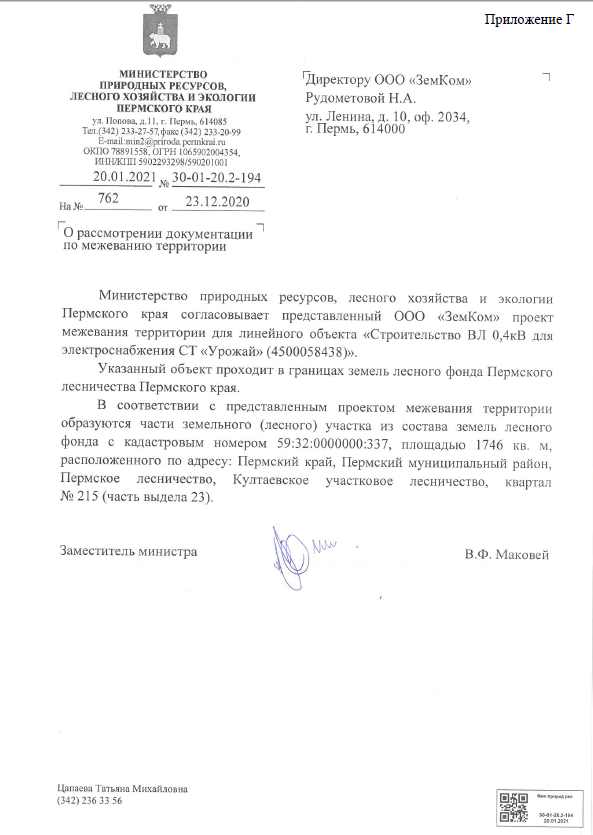 Приложение Г
МИНИСТЕРСТВО
ПРИРОДНЫХ РЕСУРСОВ,
ЛЕСНОГО ХОЗЯЙСТВА И ЭКОЛОГИИ
ПЕРМСКОГО КРАЯ
ул. Попова, д.11, г. Пермь, 614085
Тел.(342) 233-27-57, факс (342) 233-20-99
E-mail:min2@priroda.permkrai.ru
ОКПО 78891558, ОГРН 1065902004354,
ИНН/КПП 5902293298/590201001
20.01.2021 № 30-01-20.2-194
На № 762 от 23.12.2020
Директору ООО «ЗемКом»
Рудометовой Н.А.
ул. Ленина, д. 10, оф. 2034,
г. Пермь, 614000
О рассмотрении документации
по межеванию территории
Министерство природных ресурсов, лесного хозяйства и экологии
Пермского края согласовывает представленный ООО «ЗемКом» проект
межевания территории для линейного объекта «Строительство ВЛ 0,4кВ для
электроснабжения СТ «Урожай» (4500058438)».
Указанный объект проходит в границах земель лесного фонда Пермского
лесничества Пермского края.
В соответствии с представленным проектом межевания территории
образуются части земельного (лесного) участка из состава земель лесного
фонда с кадастровым номером 59:32:0000000:337, площадью 1746 кв. м,
расположенного по адресу: Пермский край, Пермский муниципальный район,
Пермское лесничество, Култаевское участковое лесничество, квартал
№ 215 (часть выдела 23).
Заместитель министра В.Ф. Маковей
Цапаева Татьяна Михайловна
(342) 236 33 56
Мин природ рес
30-01-20.2-194
20.01.2021